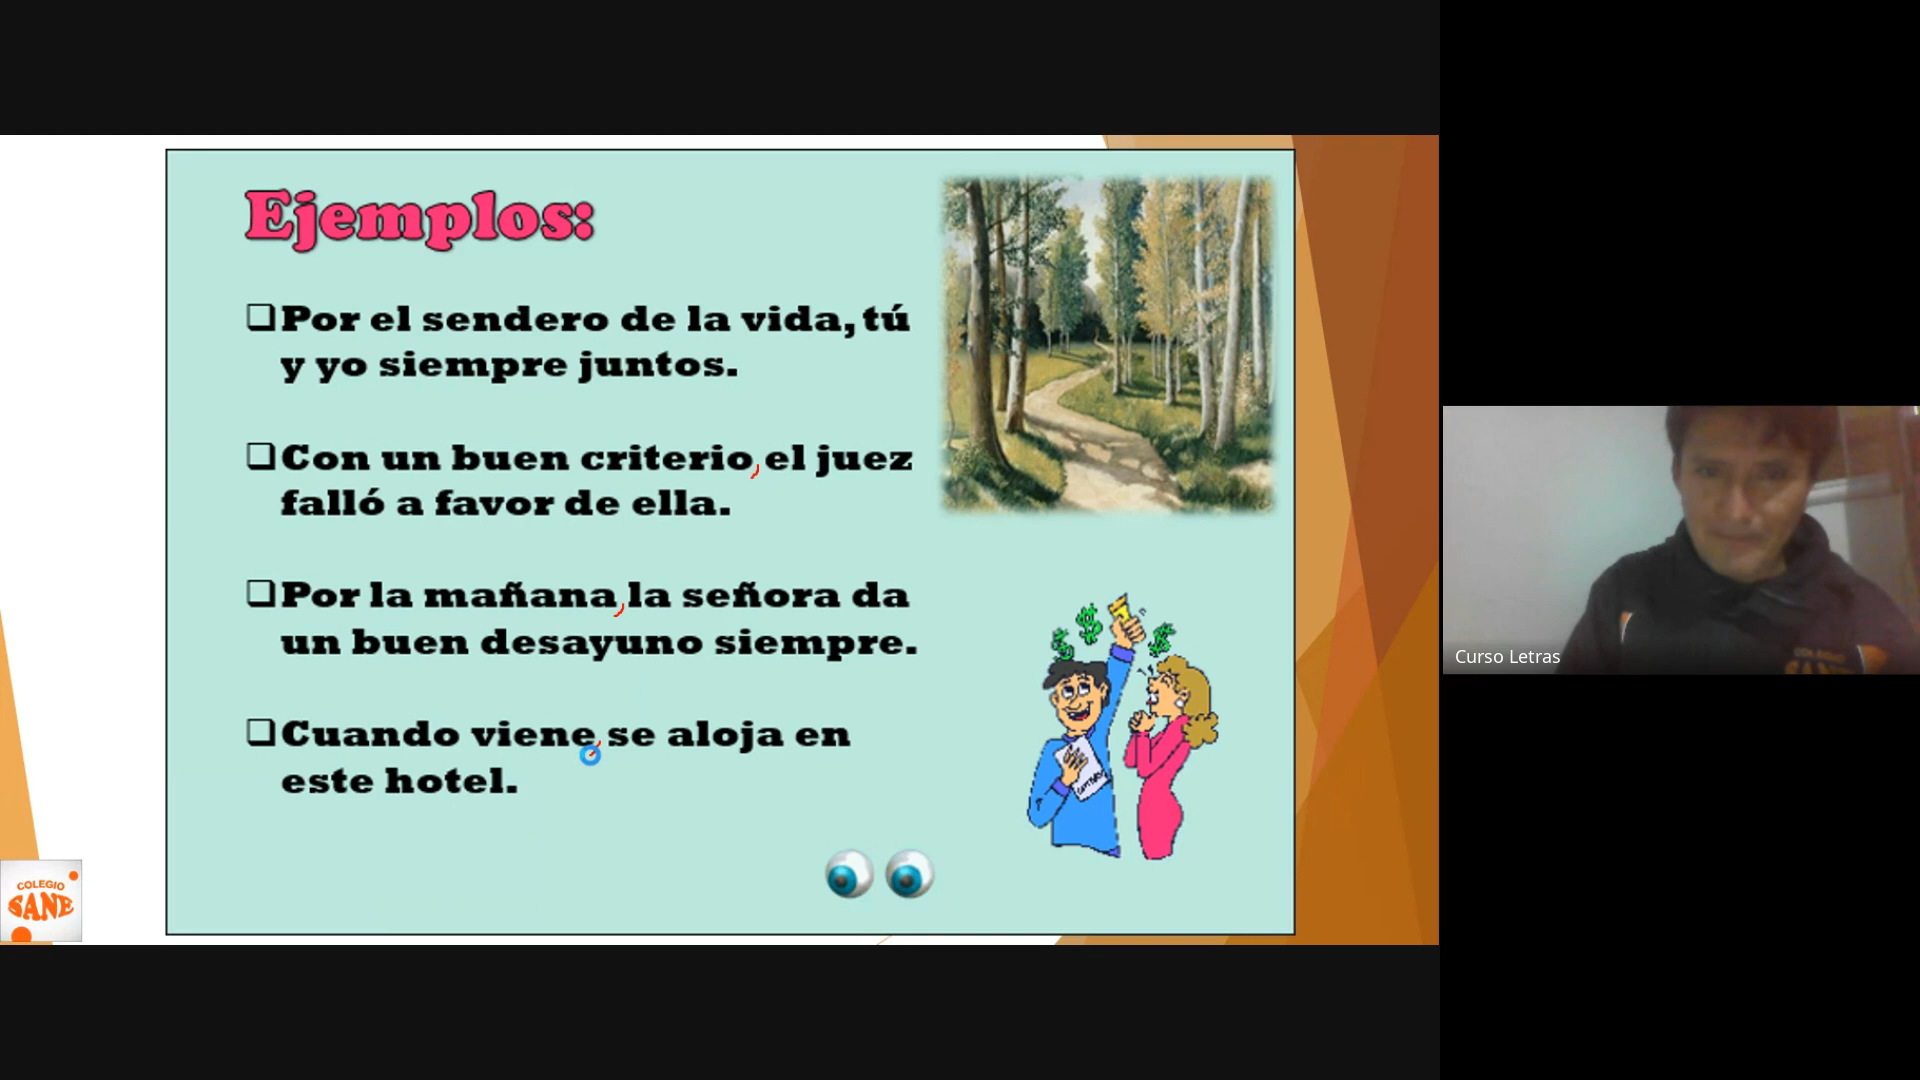 Ejemplos:
❑Por el sendero de la vida, tú
y yo siempre juntos.
❑Con un buen criterio, el juez
falló a favor de ella.
❑Por la mañana, la señora da
un buen desayuno siempre.
❑Cuando viene, se aloja en
este hotel.
COLEGIO
SANE
Curso Letras